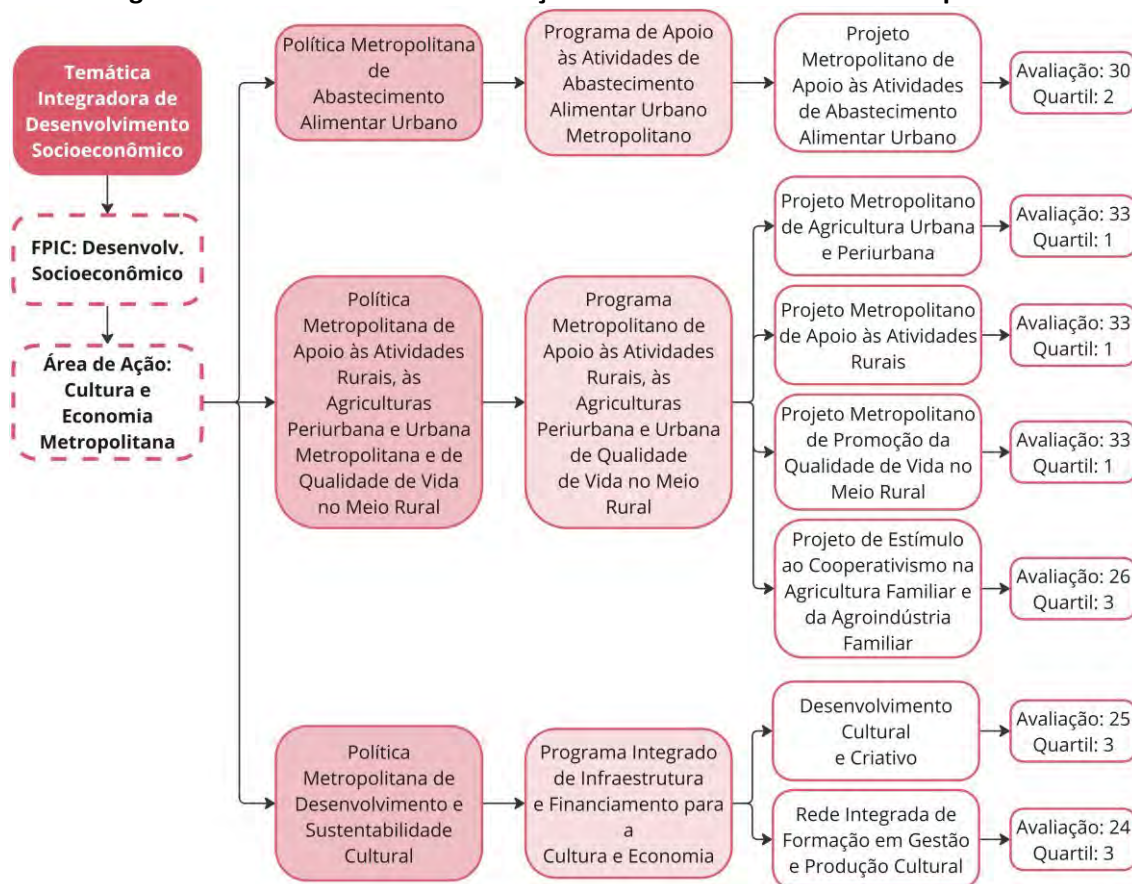 Temática
Integradora de
Desenvolvimento
Socioeconômico
FPIC: Desenvolv.
Socioeconômico
Área de Ação:
Cultura e
Economia
Metropolitana
Política Metropolitana
de
Abastecimento
Alimentar Urbano
Programa de Apoio
às Atividades de
Abastecimento
Alimentar Urbano
Metropolitano
Projeto
Metropolitano de
Apoio às Atividades
de Abastecimento
Alimentar Urbano
Avaliação: 30
Quartil: 2
Política
Metropolitana de
Apoio às Atividades
Rurais, às
Agriculturas
Periurbana e Urbana
Metropolitana e de
Qualidade de Vida
no Meio Rural
Programa
Metropolitano de
Apoio às Atividades
Rurais, às
Agriculturas
Periurbana e Urbana
de Qualidade
de Vida no Meio
Rural
Projeto Metropolitano
de Agricultura Urbana
e Periurbana
Avaliação: 33
Quartil: 1
Projeto Metropolitano
de Apoio às Atividades
Rurais
Avaliação: 33
Quartil: 1
Projeto Metropolitano
de Promoção da
Qualidade de Vida no
Meio Rural
Avaliação: 33
Quartil: 1
Projeto de Estímulo
ao Cooperativismo na
Agricultura Familiar e
da Agroindústria
Familiar
Avaliação: 26
Quartil: 3
Política
Metropolitana de
Desenvolvimento e
Sustentabilidade
Cultural
Programa Integrado
de Infraestrutura
e Financiamento para
a
Cultura e Economia
Desenvolvimento
Cultural
e Criativo
Avaliação: 25
Quartil: 3
Rede Integrada de
Formação em Gestão
e Produção Cultural
Avaliação: 24
Quartil: 3